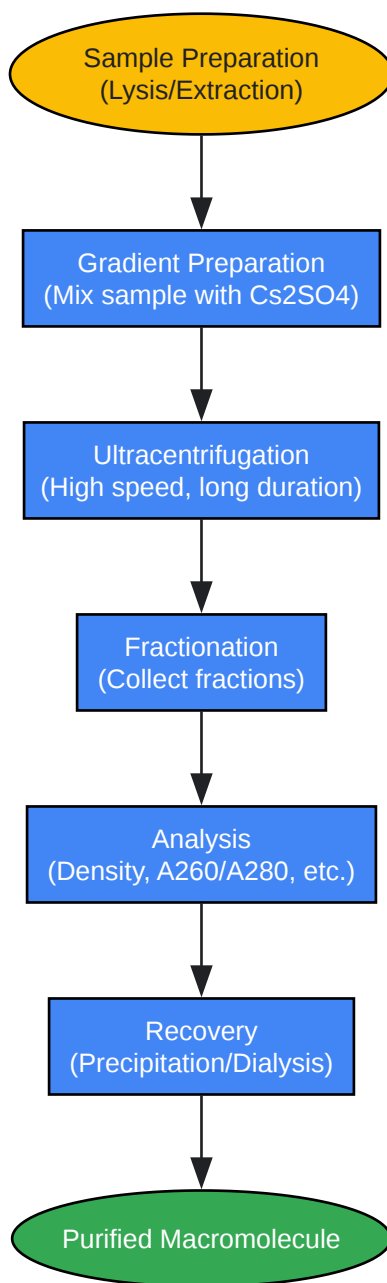 Sample Preparation
(Lysis/Extraction)
Gradient Preparation
(Mix sample with Cs2SO4)
Ultracentrifugation
(High speed, long duration)
Fractionation
(Collect fractions)
Analysis
(Density, A260/A280, etc.)
Recovery
(Precipitation/Dialysis)
Purified Macromolecule